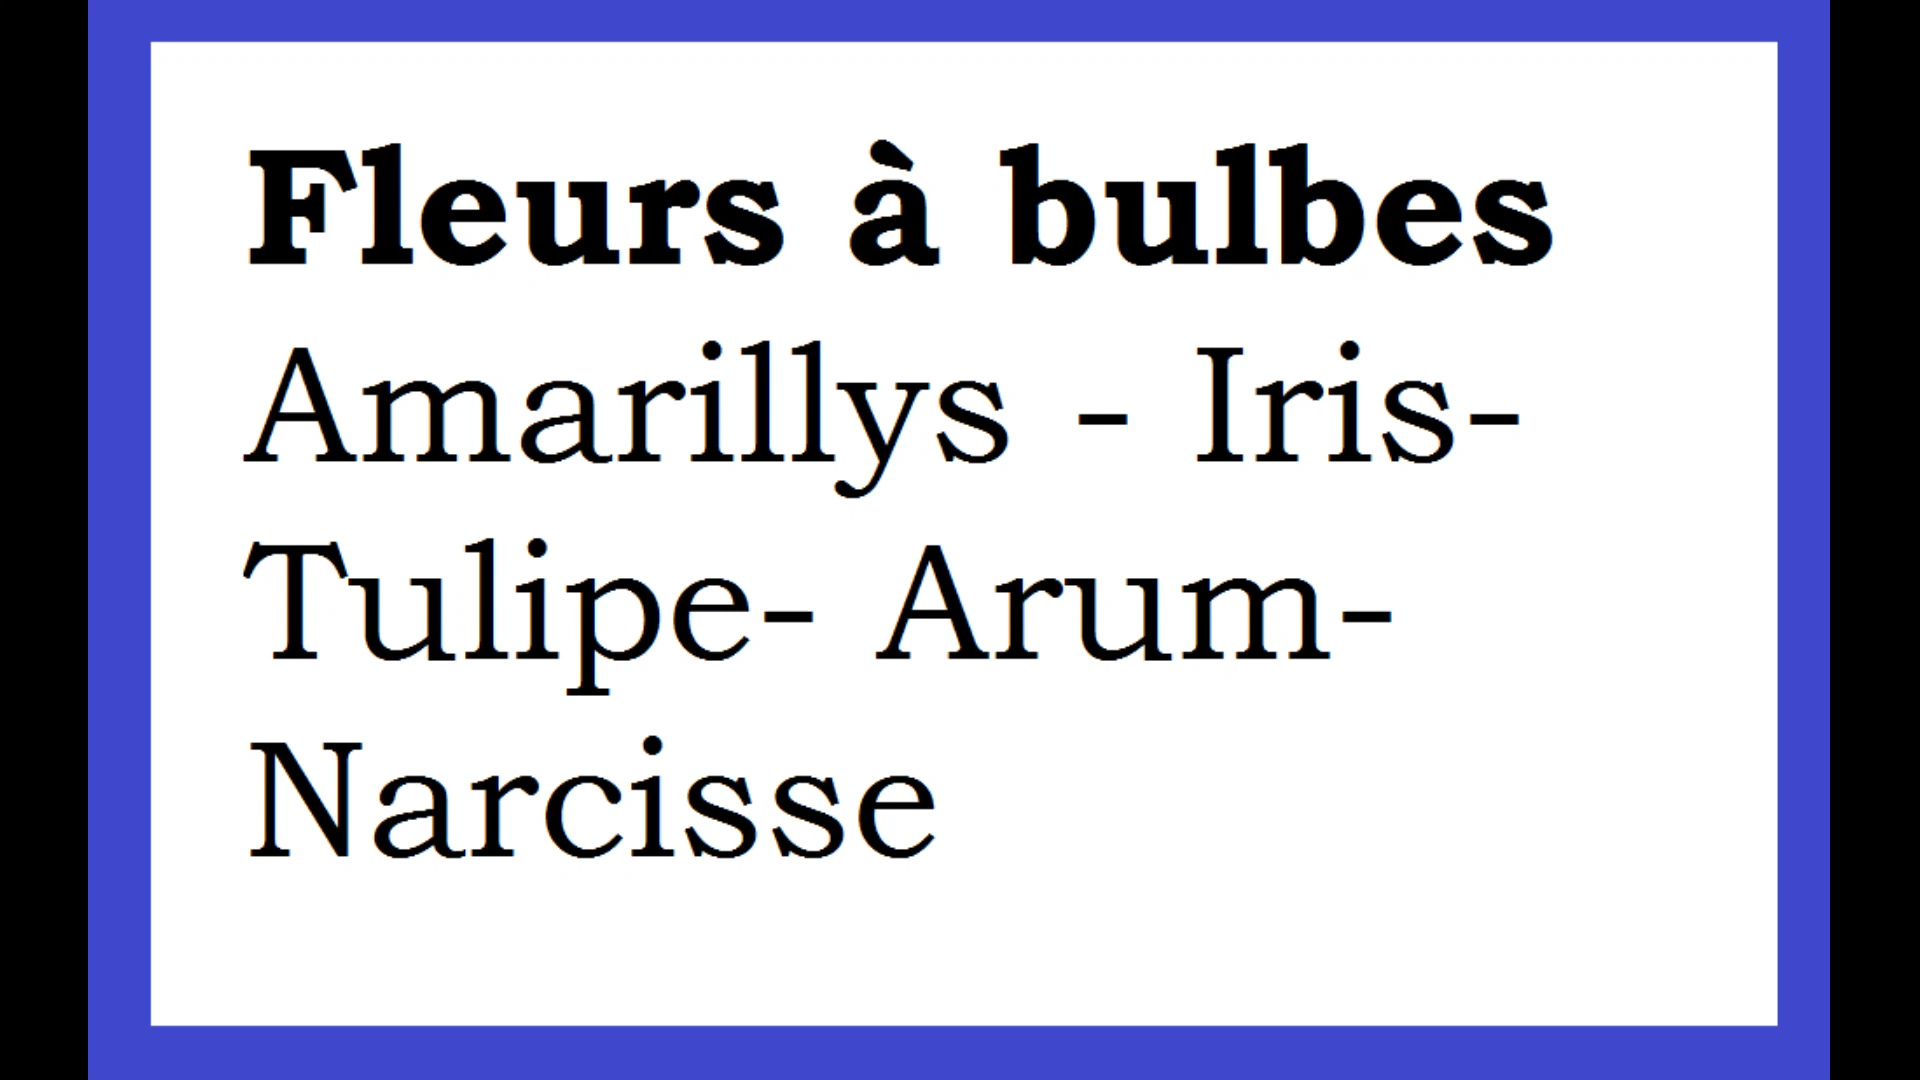 Fleurs à bulbes
Amarillys - Iris-
Tulipe- Arum-
Narcisse